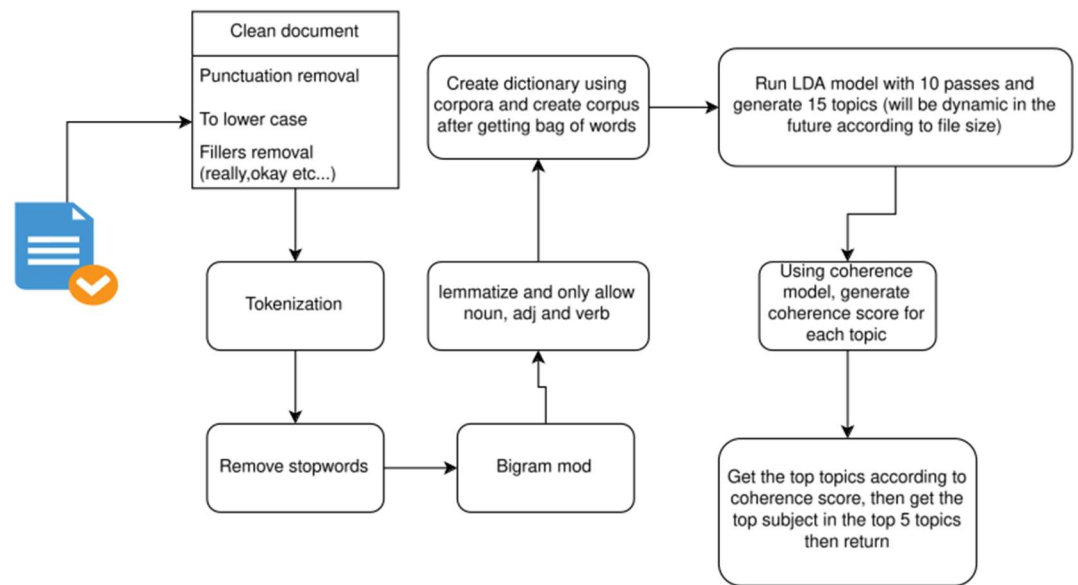 Clean document
Punctuation removal
To lower case
Fillers removal
(really,okay etc...)
Tokenization
Remove stopwords
Bigram mod
lemmatize and only allow
noun, adj and verb
Create dictionary using
corpora and create corpus
after getting bag of words
Run LDA model with 10 passes and
generate 15 topics (will be dynamic in the
future according to file size)
Using coherence
model, generate
coherence score for
each topic
Get the top topics according to
coherence score, then get the
top subject in the top 5 topics
then return